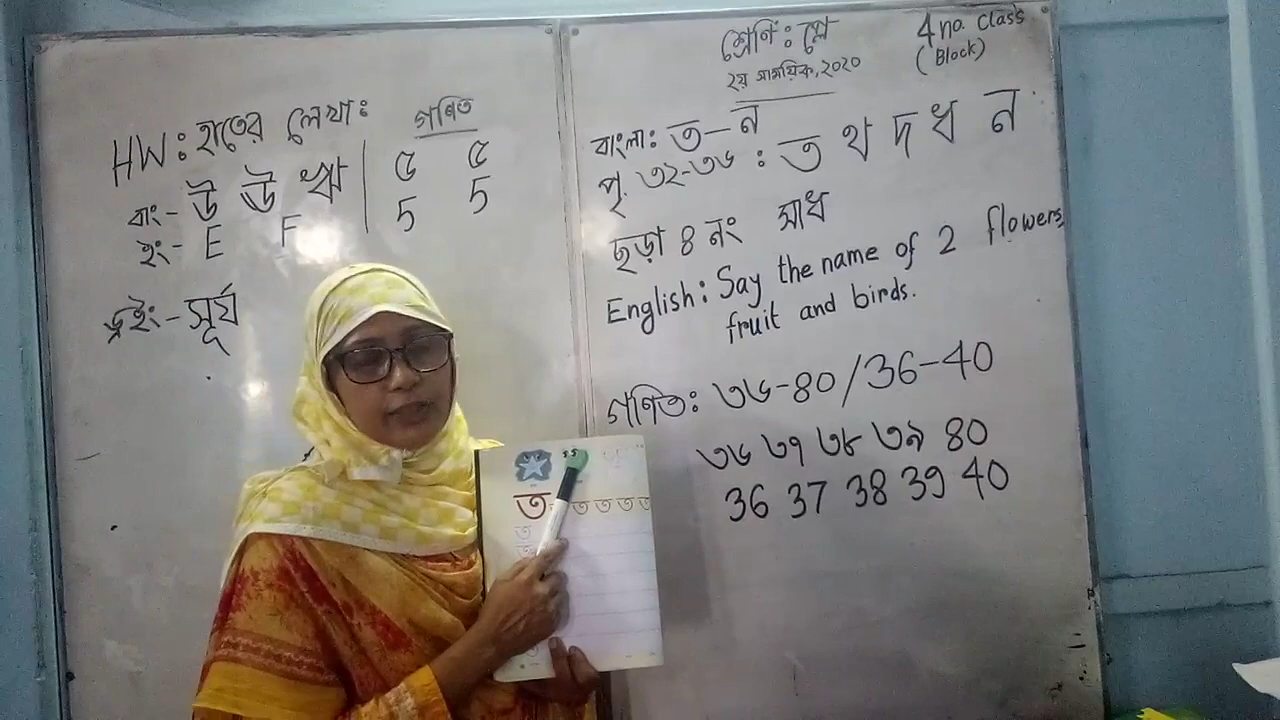 HW: হাতের লেখাঃ
গণিত
বাং- উ ঊ ঋ
৫ ৫
ইং- E F
5 5
ড্রইং- সূর্য
শ্রেণিঃ প্লে
২য় সাময়িক, ২০২০
4 no. class
(Block)
বাংলাঃ ত-ন
পৃ. ৩২-৩৬ : ত থ দ ধ ন
ছড়া ৪ নং সাধ
English: Say the name of 2 flowers,
fruit and birds.
গণিতঃ ৩৬-৪০/36-40
৩৬ ৩৭ ৩৮ ৩৯ ৪০
36 37 38 39 40
ত ত ত ত ত
ত
ত